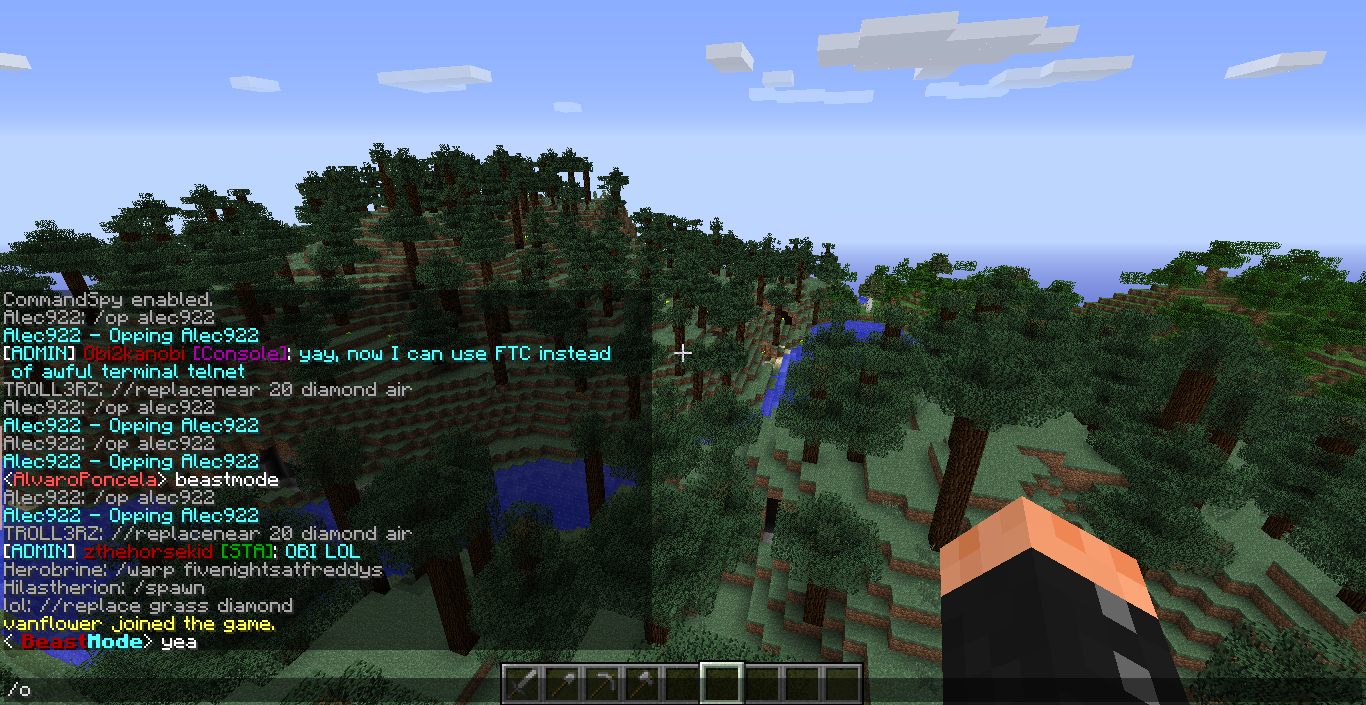 CommandSpy enabled.
Alec922: /op alec922
Alec922 - Opping Alec922
[ADMIN] Obi2kanobi [Console]: yay, now I can use FTC instead
of awful terminal telnet
TROLL3RZ: //replacenear 20 diamond air
Alec922: /op alec922
Alec922 - Opping Alec922
Alec922: /op alec922
Alec922 - Opping Alec922
<AlvaroPoncela> beastmode
Alec922: /op alec922
Alec922 - Opping Alec922
TROLL3RZ: //replacenear 20 diamond air
[ADMIN] zthehorsekid [STA]: OBI LOL
Herobrine: /warp fivenightsatfreddys
Hilastherion: /spawn
lol: //replace grass diamond
vanflower joined the game.
< BeastMode> yea
/o